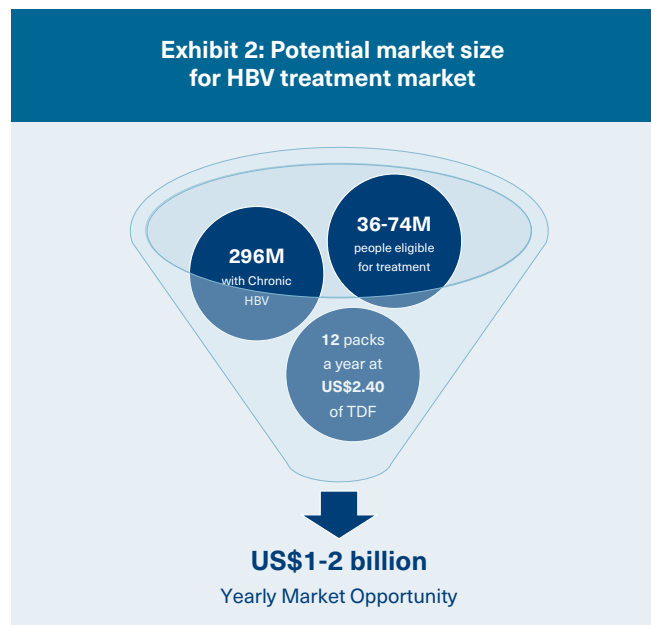 Exhibit 2: Potential market size
for HBV treatment market
36-74M
people eligible
for treatment
296M
with Chronic
HBV
12 packs
a year at
US$2.40
of TDF
US$1-2 billion
Yearly Market Opportunity